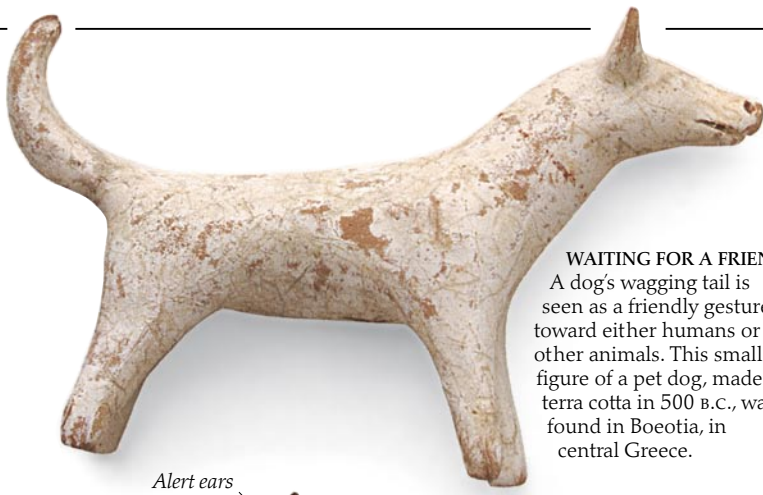 WAITING FOR A FRIEN
A dog's wagging tail is
seen as a friendly gesture
toward either humans or
other animals. This small
figure of a pet dog, made
terra cotta in 500 B.C., wa
found in Boeotia, in
central Greece.
Alert ears